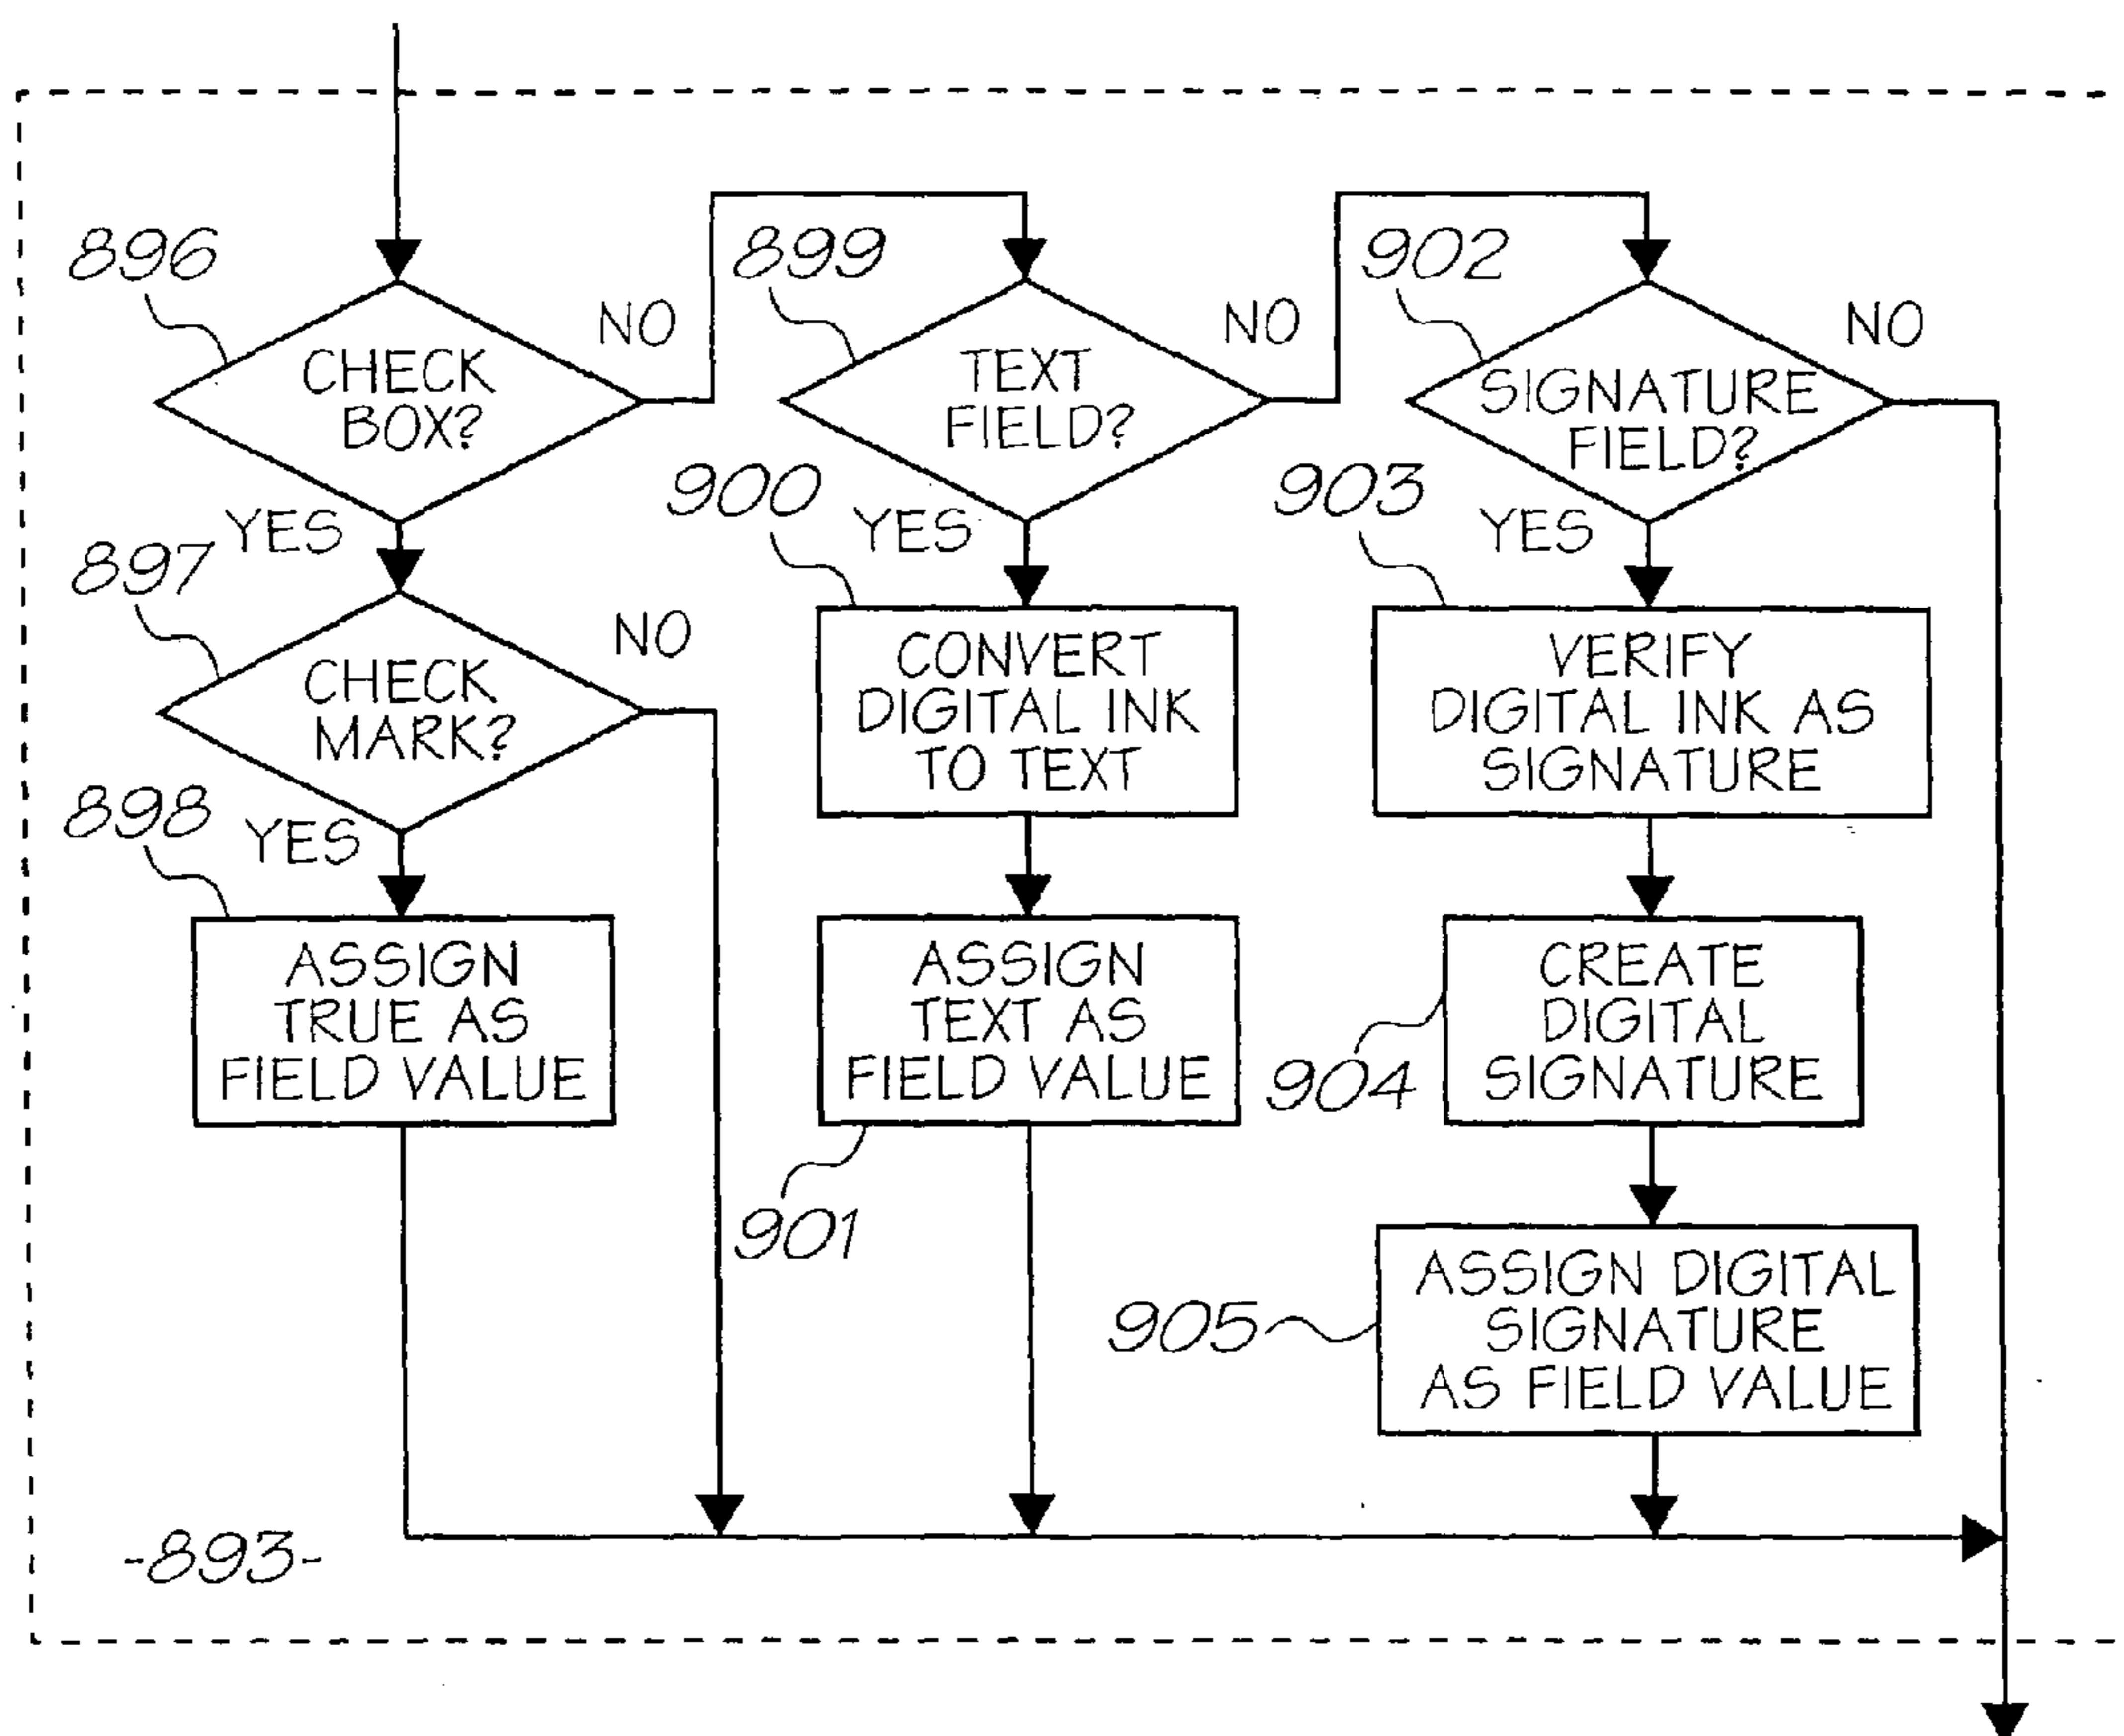 896
CHECK
BOX?
NO
YES
897
CHECK
MARK?
NO
YES
898
ASSIGN
TRUE AS
FIELD VALUE
899
TEXT
FIELD?
NO
YES
900
CONVERT
DIGITAL INK
TO TEXT
ASSIGN
TEXT AS
FIELD VALUE
901
902
SIGNATURE
FIELD?
NO
YES
903
VERIFY
DIGITAL INK AS
SIGNATURE
904
CREATE
DIGITAL
SIGNATURE
905
ASSIGN DIGITAL
SIGNATURE
AS FIELD VALUE
-893-